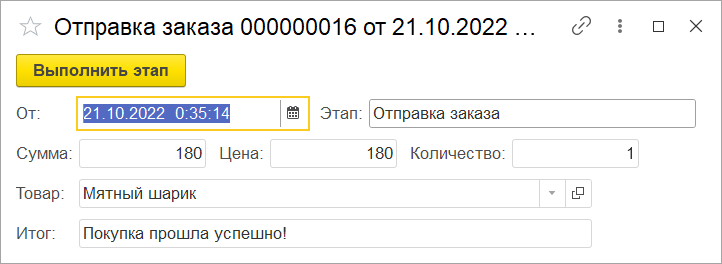 Отправка заказа 000000016 от 21.10.2022 ...
Выполнить этап
От: 21.10.2022 0:35:14 Этап: Отправка заказа
Сумма: 180 Цена: 180 Количество: 1
Товар: Мятный шарик
Итог: Покупка прошла успешно!